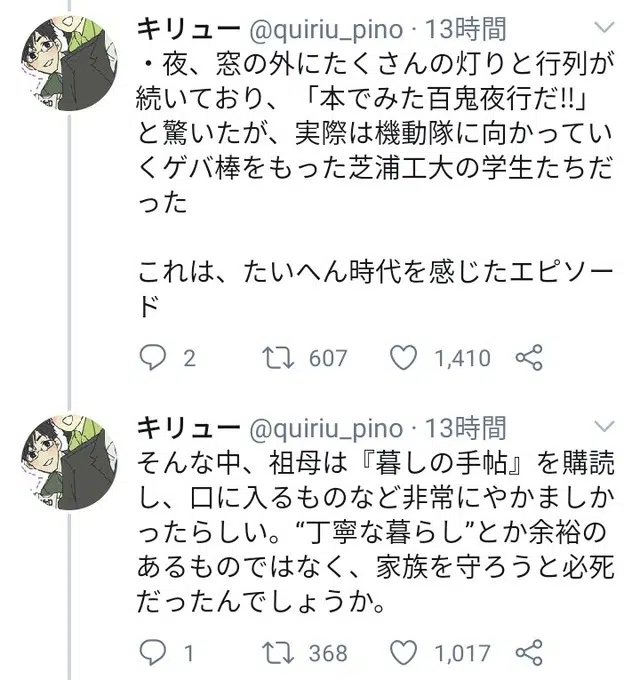 キリュー @quiriu_pino · 13時間
・夜、窓の外にたくさんの灯りと行列が
続いており、「本でみた百鬼夜行だ!!」
と驚いたが、実際は機動隊に向かってい
くゲバ棒をもった芝浦工大の学生たちだ
った
これは、たいへん時代を感じたエピソー
ド
2 607 1,410
キリュー @quiriu_pino · 13時間
そんな中、祖母は『暮しの手帖』を購読
し、口に入るものなど非常にやかましか
ったらしい。“丁寧な暮らし”とか余裕の
あるものではなく、家族を守ろうと必死
だったんでしょうか。
1 368 1,017